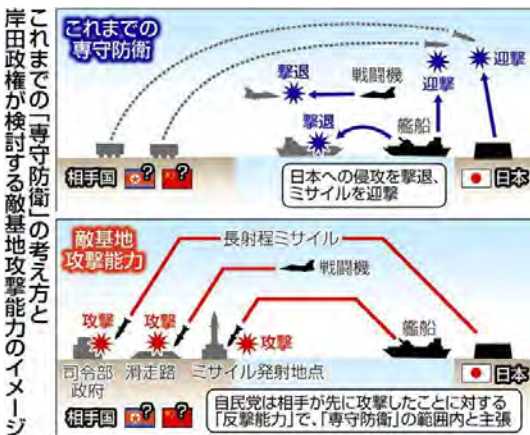 これまでの「専守防衛」の考え方と
岸田政権が検討する敵基地攻撃能力のイメージ
これまでの
専守防衛
撃退
戦闘機
迎撃
迎撃
撃退
艦船
相手国
?
?
日本への侵攻を撃退、
ミサイルを迎撃
日本
敵基地
攻撃能力
長射程ミサイル
戦闘機
攻撃
攻撃
攻撃
艦船
司令部
政府
滑走路
ミサイル発射地点
日本
相手国
?
?
自民党は相手が先に攻撃したことに対する
「反撃能力」で、「専守防衛」の範囲内と主張